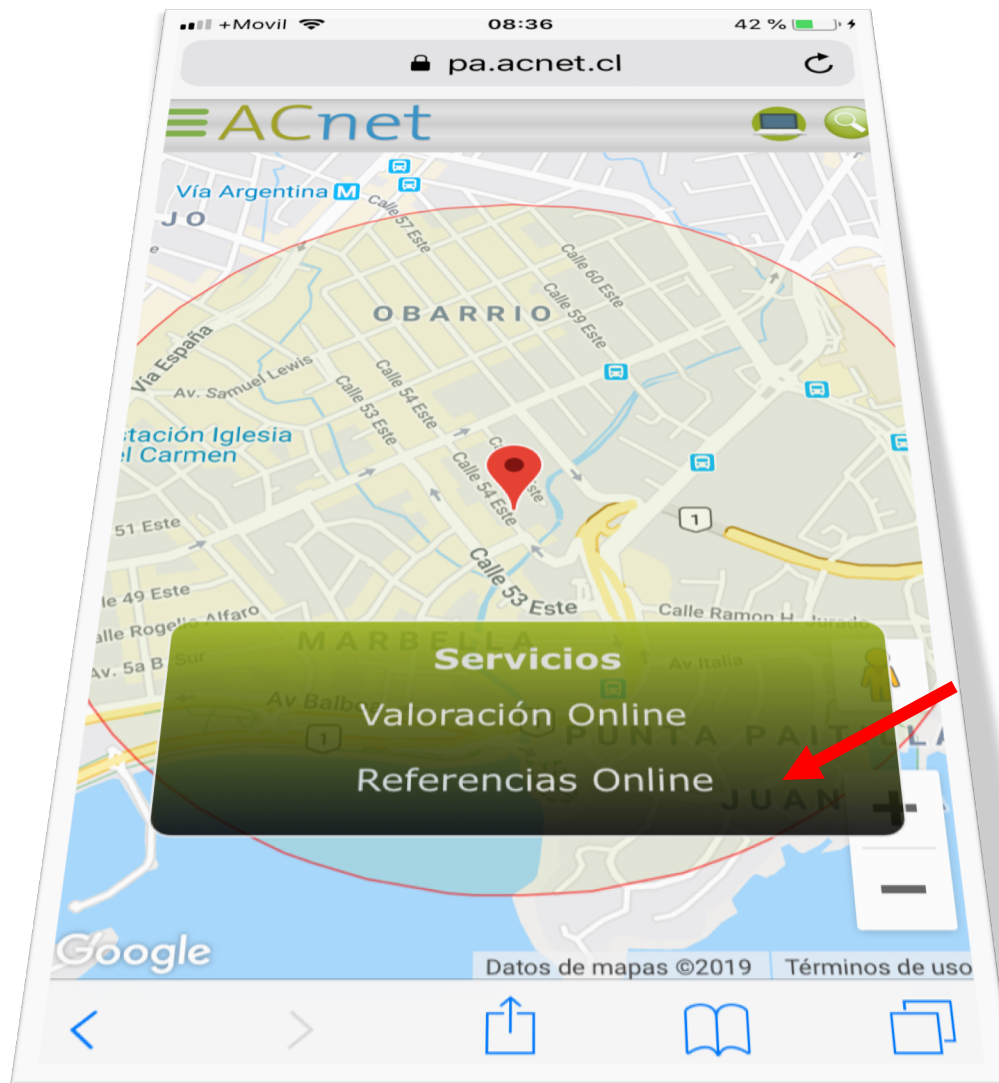 +Movil 08:36 42 %
pa.acnet.cl
ACnet
Vía Argentina M
Calle 57 Este
JO
Calle 60 Este
OBARRIO
Calle 59 Este
Vía España
Av. Samuel Lewis
Calle 54 Este
Calle 53 Este
tación Iglesia
l Carmen
Calle 54 Este
ste
1
51 Este
Calle 53 Este
le 49 Este
alle Rogelio Alfaro
Calle Ramon H. Jurado
MARBELLA
Servicios
Av. 5a B Sur
Av Italia
Av Balboa
Valoración Online
1
PUNTA PAITILLA
Referencias Online
JUAN
+
−
Google
Datos de mapas ©2019 Términos de uso